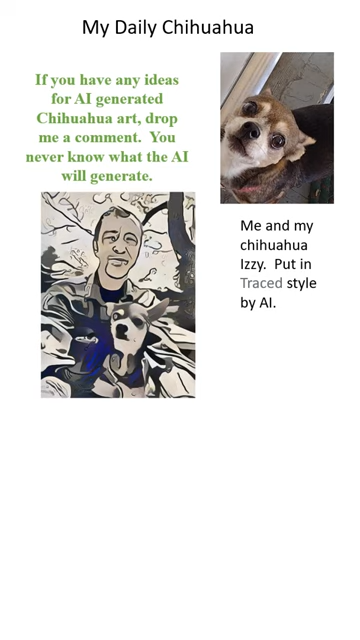 My Daily Chihuahua
If you have any ideas
for AI generated
Chihuahua art, drop
me a comment.  You
never know what the AI
will generate.
Me and my
chihuahua
Izzy.  Put in
Traced style
by AI.